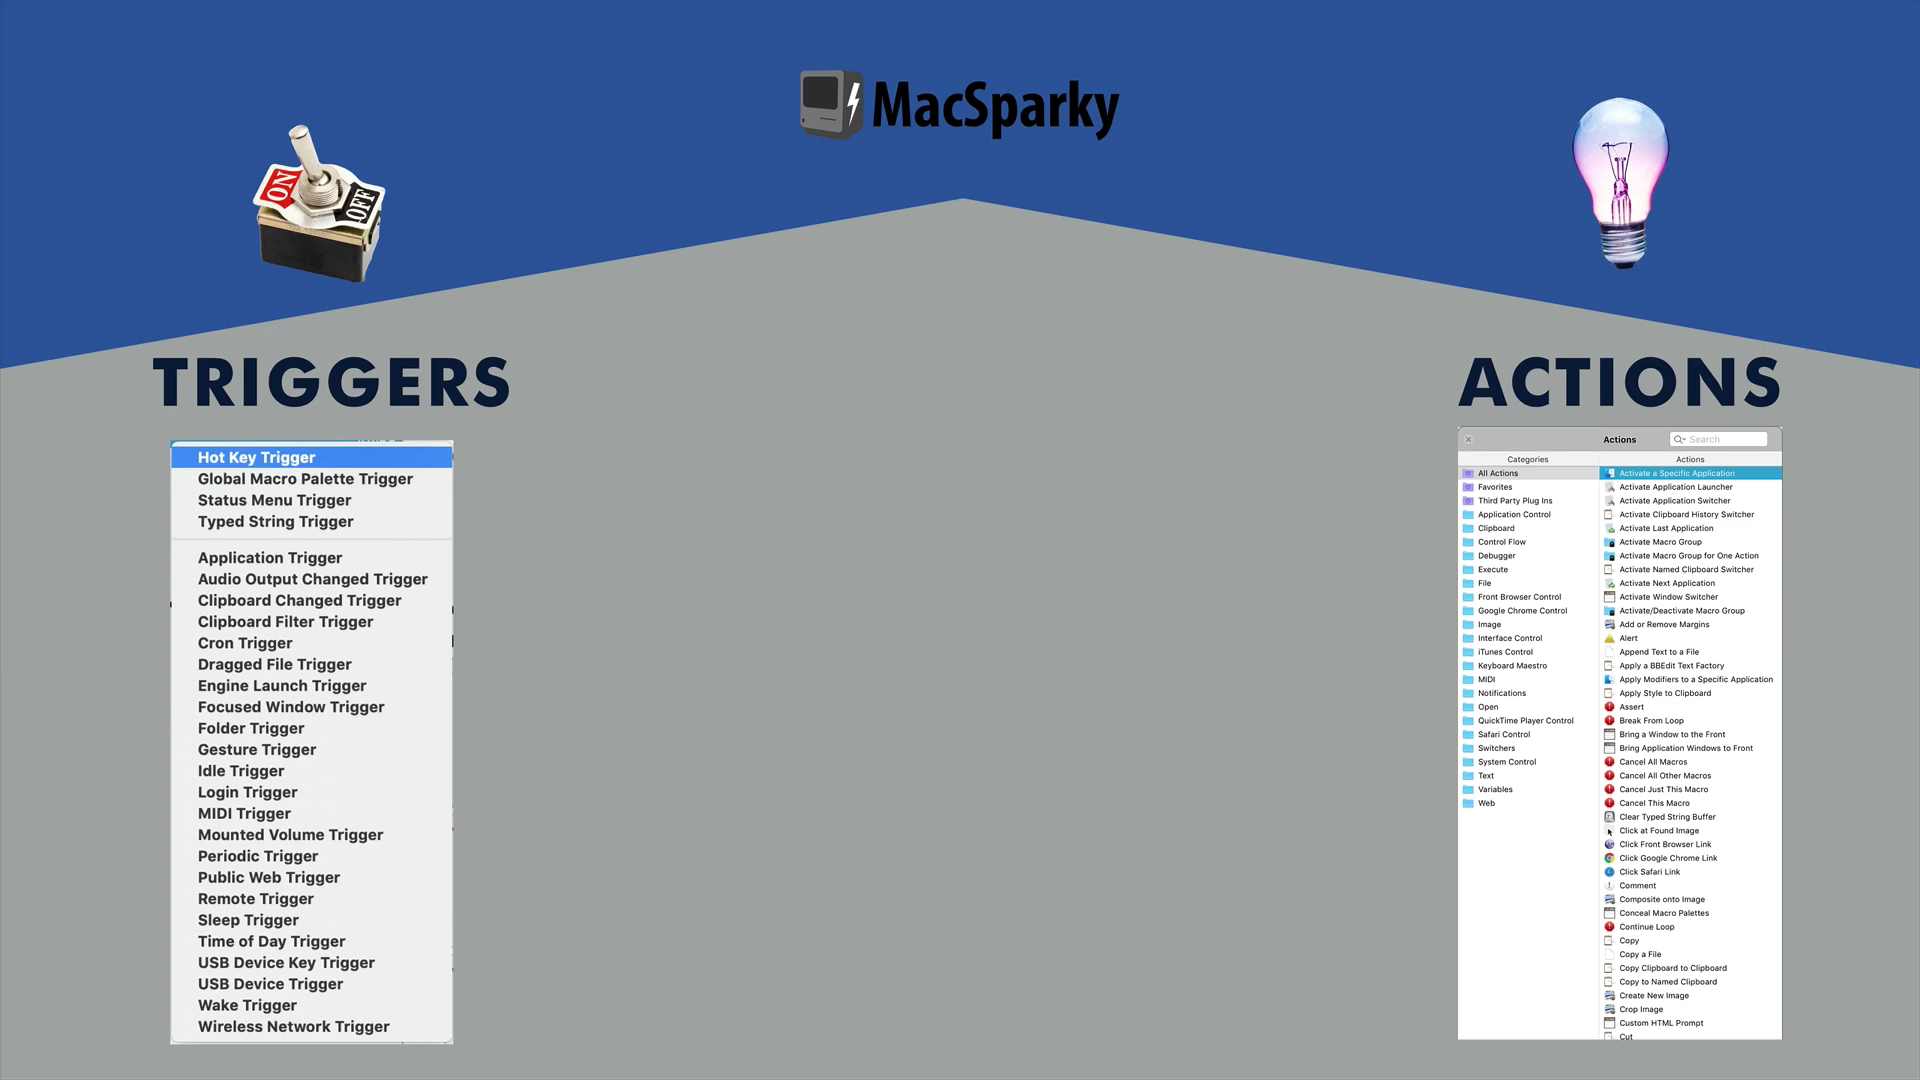 MacSparky
ON
OFF
TRIGGERS
Hot Key Trigger
Global Macro Palette Trigger
Status Menu Trigger
Typed String Trigger
Application Trigger
Audio Output Changed Trigger
Clipboard Changed Trigger
Clipboard Filter Trigger
Cron Trigger
Dragged File Trigger
Engine Launch Trigger
Focused Window Trigger
Folder Trigger
Gesture Trigger
Idle Trigger
Login Trigger
MIDI Trigger
Mounted Volume Trigger
Periodic Trigger
Public Web Trigger
Remote Trigger
Sleep Trigger
Time of Day Trigger
USB Device Key Trigger
USB Device Trigger
Wake Trigger
Wireless Network Trigger
ACTIONS
Actions
Search
Categories
All Actions
Favorites
Third Party Plug Ins
Application Control
Clipboard
Control Flow
Debugger
Execute
File
Front Browser Control
Google Chrome Control
Image
Interface Control
iTunes Control
Keyboard Maestro
MIDI
Notifications
Open
QuickTime Player Control
Safari Control
Switchers
System Control
Text
Variables
Web
Actions
Activate a Specific Application
Activate Application Launcher
Activate Application Switcher
Activate Clipboard History Switcher
Activate Last Application
Activate Macro Group
Activate Macro Group for One Action
Activate Named Clipboard Switcher
Activate Next Application
Activate Window Switcher
Activate/Deactivate Macro Group
Add or Remove Margins
Alert
Append Text to a File
Apply a BBEdit Text Factory
Apply Modifiers to a Specific Application
Apply Style to Clipboard
Assert
Break From Loop
Bring a Window to the Front
Bring Application Windows to Front
Cancel All Macros
Cancel All Other Macros
Cancel Just This Macro
Cancel This Macro
Clear Typed String Buffer
Click at Found Image
Click Front Browser Link
Click Google Chrome Link
Click Safari Link
Comment
Composite onto Image
Conceal Macro Palettes
Continue Loop
Copy
Copy a File
Copy Clipboard to Clipboard
Copy to Named Clipboard
Create New Image
Crop Image
Custom HTML Prompt
Cut